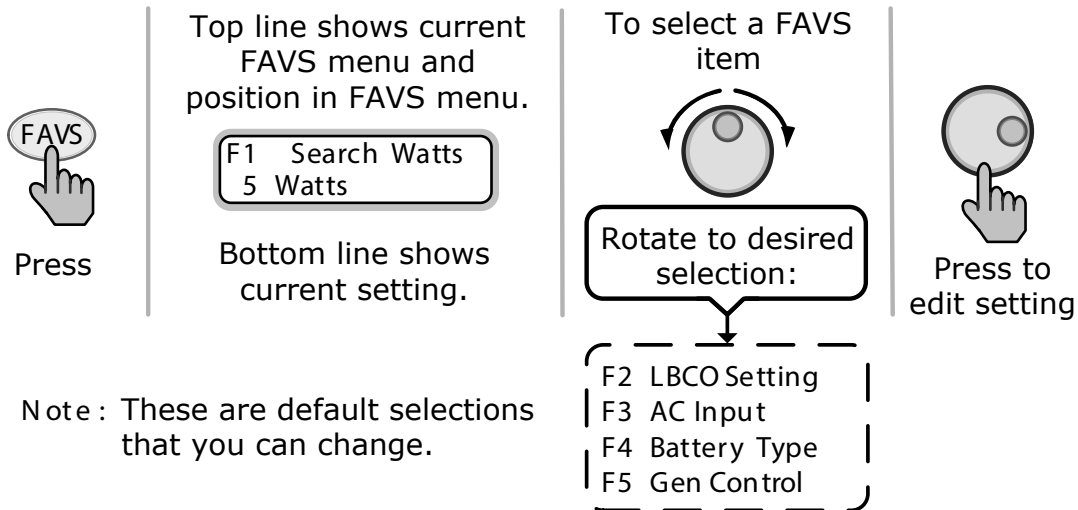 FAVS
Press
Top line shows current
FAVS menu and
position in FAVS menu.
F1 Search Watts
5 Watts
Bottom line shows
current setting.
To select a FAVS
item
Rotate to desired
selection:
F2 LBCO Setting
F3 AC Input
F4 Battery Type
F5 Gen Control
Press to
edit setting
Note: These are default selections
that you can change.